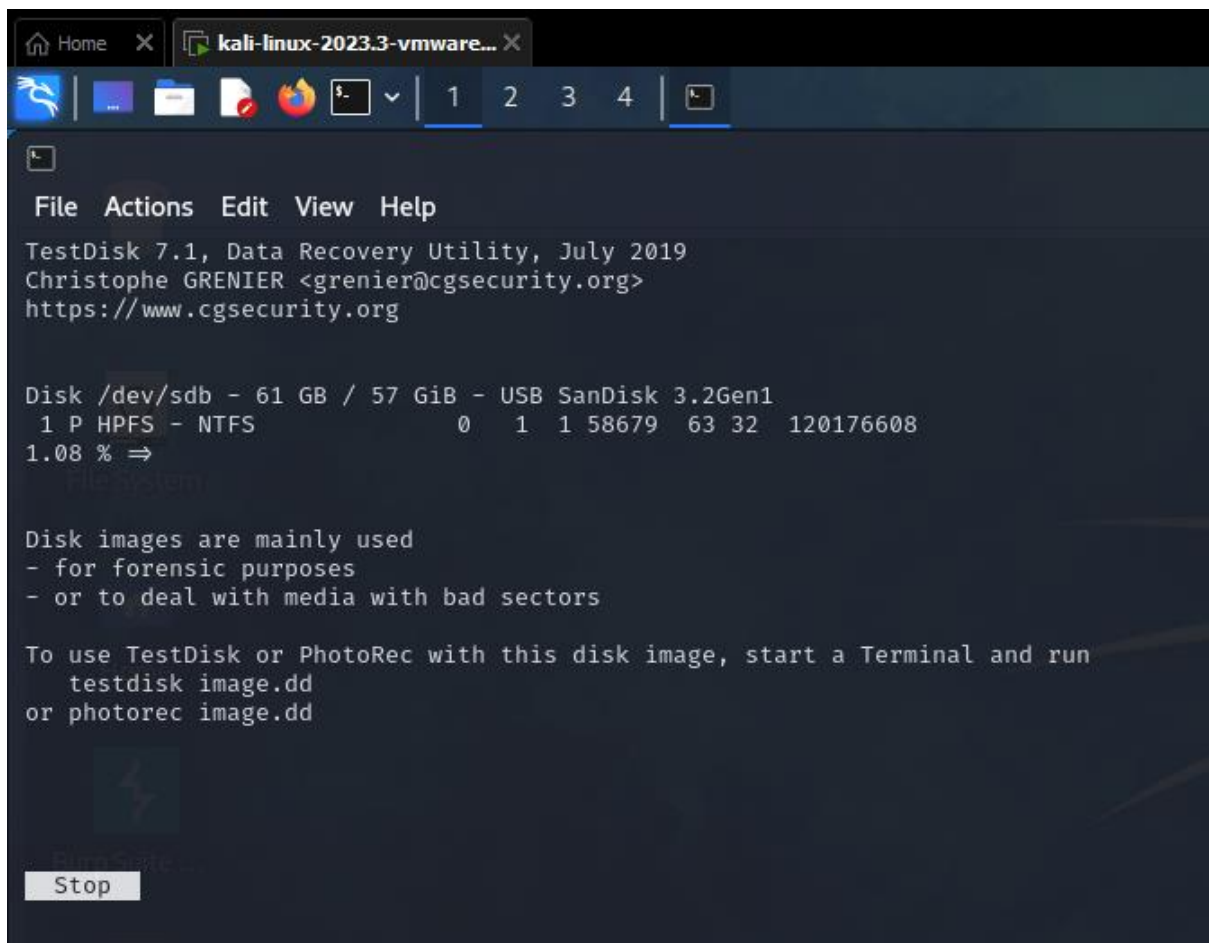 Home
kali-linux-2023.3-vmware...
1 2 3 4
File Actions Edit View Help
TestDisk 7.1, Data Recovery Utility, July 2019
Christophe GRENIER <grenier@cgsecurity.org>
https://www.cgsecurity.org
Disk /dev/sdb - 61 GB / 57 GiB - USB SanDisk 3.2Gen1
1 P HPFS - NTFS 0 1 1 58679 63 32 120176608
1.08 % ⇒
File System
Disk images are mainly used
- for forensic purposes
- or to deal with media with bad sectors
To use TestDisk or PhotoRec with this disk image, start a Terminal and run
testdisk image.dd
or photorec image.dd
Burp Suite ...
Stop